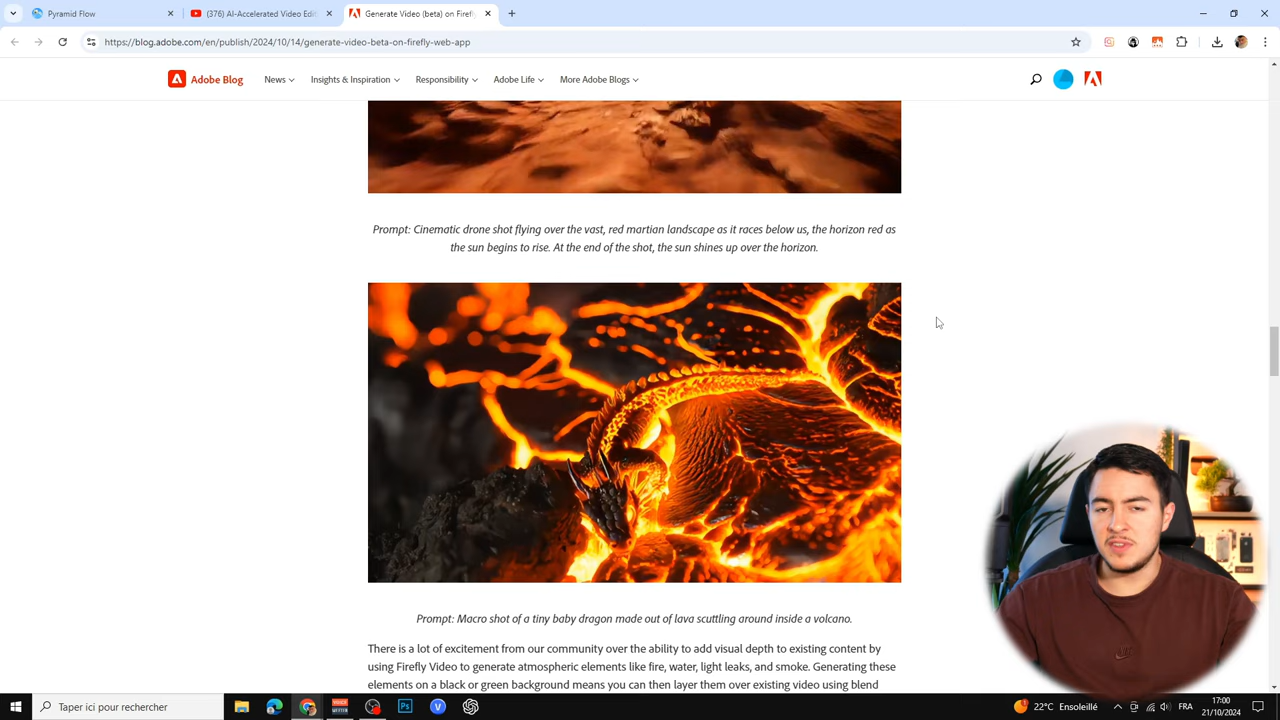 Pyramid Flow
(376) AI-Accelerated Video Edit
Generate Video (beta) on Firefly
https://blog.adobe.com/en/publish/2024/10/14/generate-video-beta-on-firefly-web-app
Adobe Blog
News
Insights & Inspiration
Responsibility
Adobe Life
More Adobe Blogs
Prompt: Cinematic drone shot flying over the vast, red martian landscape as it races below us, the horizon red as
the sun begins to rise. At the end of the shot, the sun shines up over the horizon.
Prompt: Macro shot of a tiny baby dragon made out of lava scuttling around inside a volcano.
There is a lot of excitement from our community over the ability to add visual depth to existing content by
using Firefly Video to generate atmospheric elements like fire, water, light leaks, and smoke. Generating these
elements on a black or green background means you can then layer them over existing video using blend
Taper ici pour rechercher
22°C Ensoleillé
FRA
17:00
21/10/2024